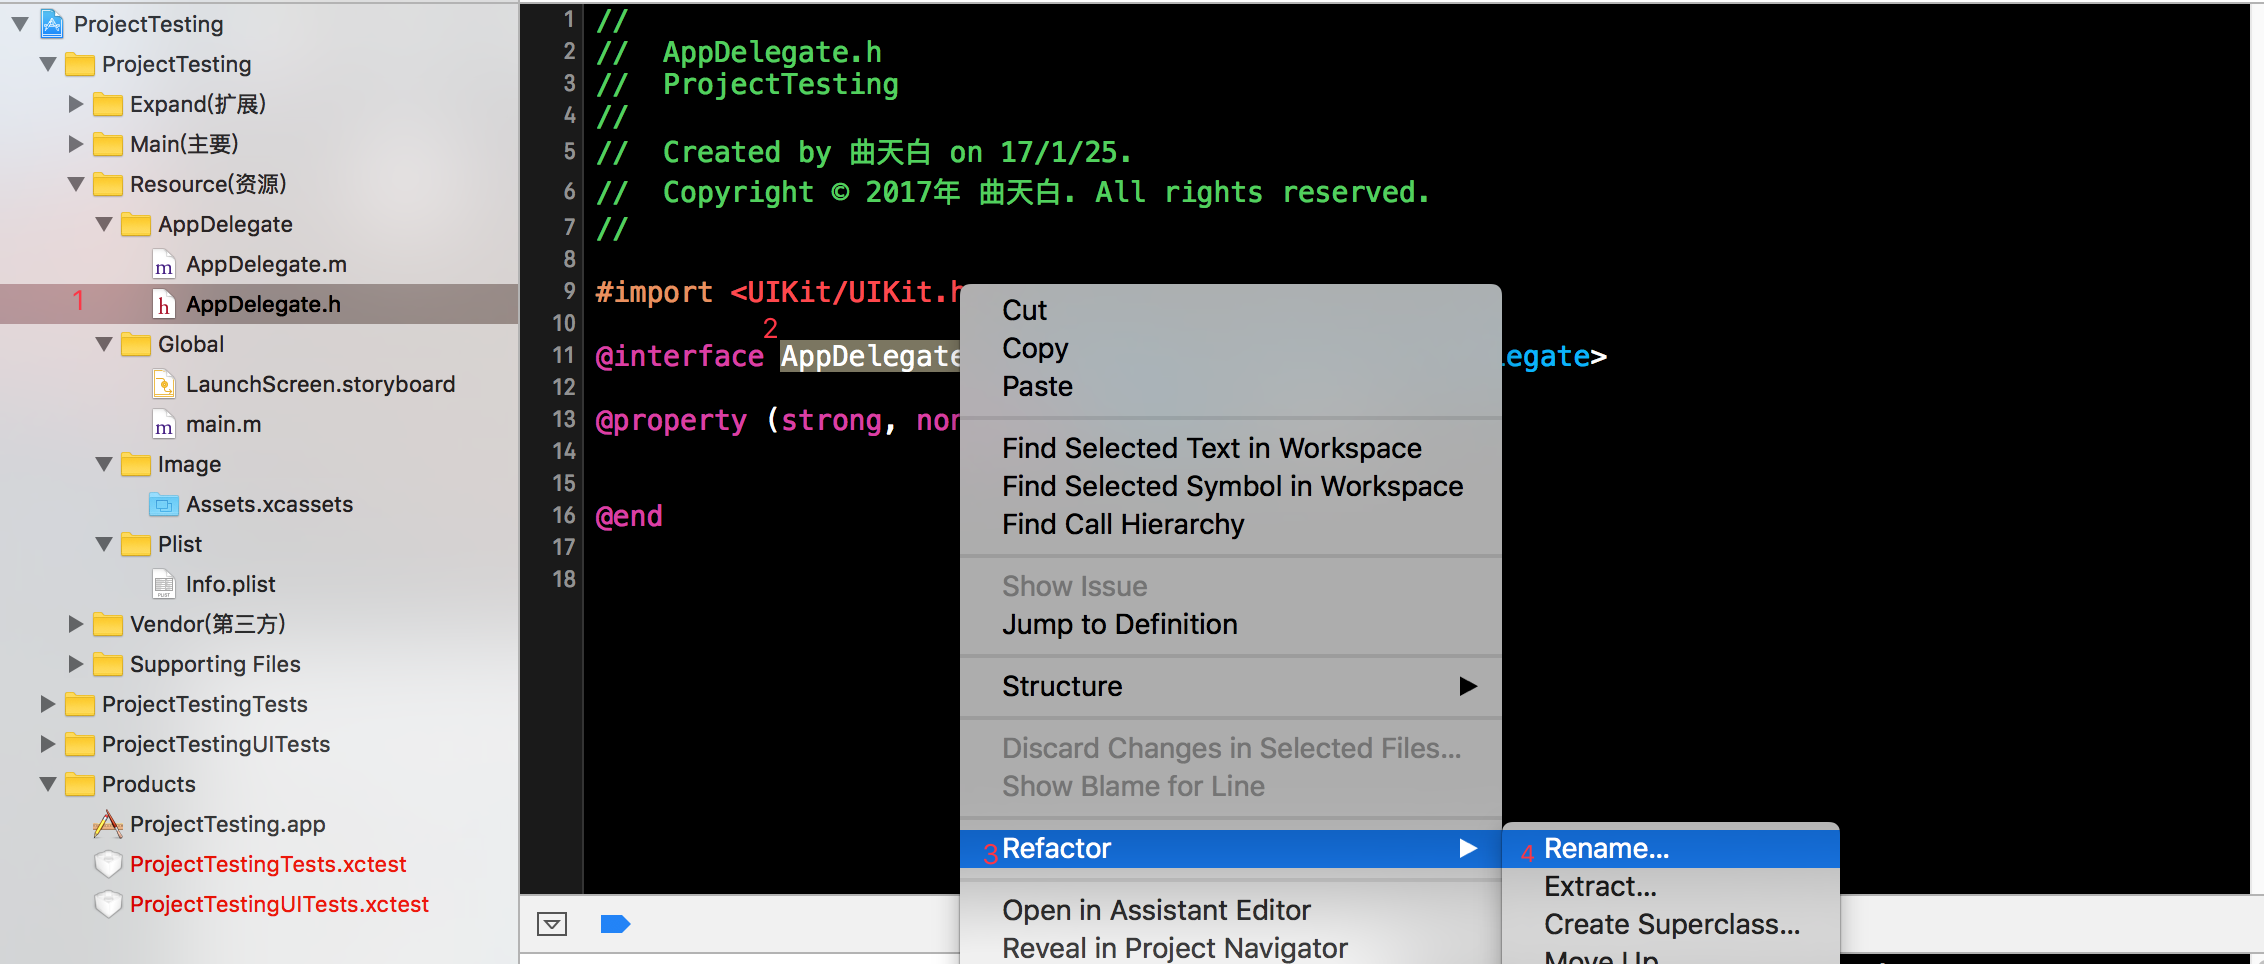 ProjectTesting
ProjectTesting
Expand(扩展)
Main(主要)
Resource(资源)
AppDelegate
m AppDelegate.m
1 h AppDelegate.h
Global
LaunchScreen.storyboard
m main.m
Image
Assets.xcassets
Plist
Info.plist
Vendor(第三方)
Supporting Files
ProjectTestingTests
ProjectTestingUITests
Products
ProjectTesting.app
ProjectTestingTests.xctest
ProjectTestingUITests.xctest
1 //
2 // AppDelegate.h
3 // ProjectTesting
4 //
5 // Created by 曲天白 on 17/1/25.
6 // Copyright © 2017年 曲天白. All rights reserved.
7 //
8
9 #import <UIKit/UIKit.h
10
2
11 @interface AppDelegate legate>
12
13 @property (strong, non
14
15
16 @end
17
18
Cut
Copy
Paste
Find Selected Text in Workspace
Find Selected Symbol in Workspace
Find Call Hierarchy
Show Issue
Jump to Definition
Structure
Discard Changes in Selected Files...
Show Blame for Line
3 Refactor
Open in Assistant Editor
Reveal in Project Navigator
4 Rename...
Extract...
Create Superclass...
Move Up